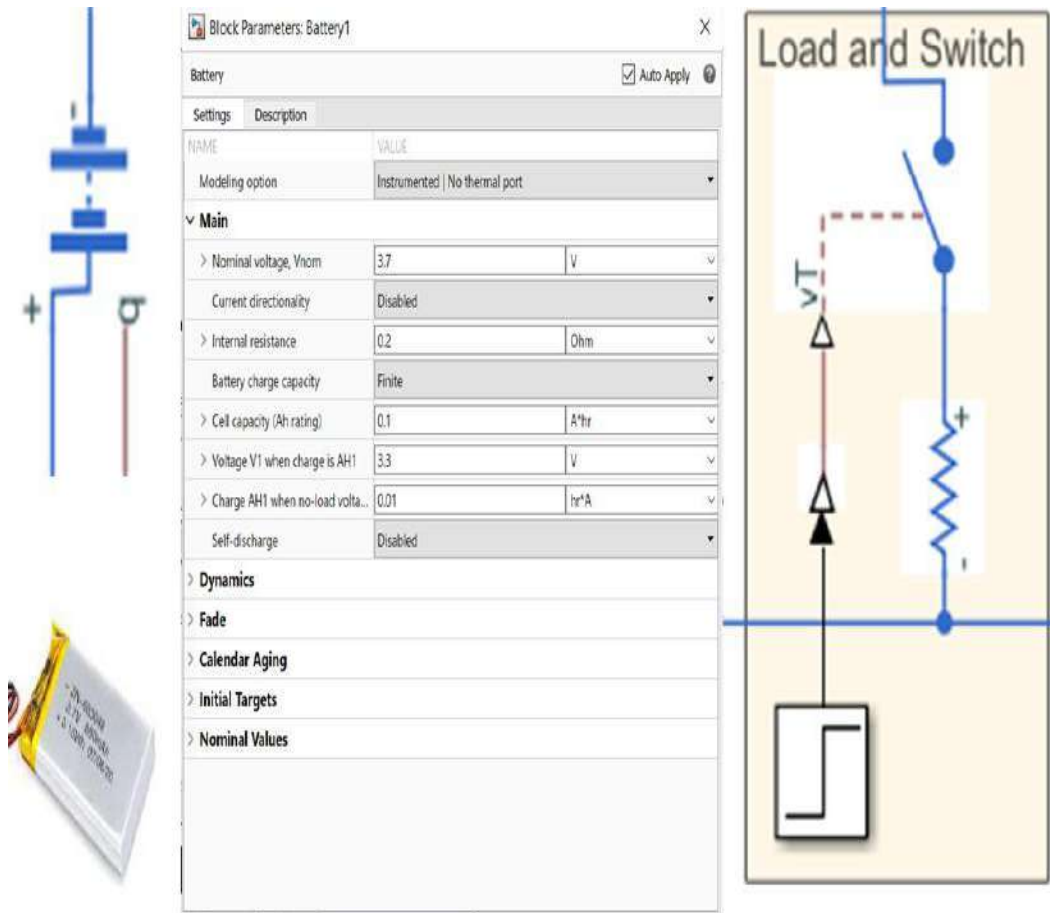 Block Parameters: Battery1
Battery
Auto Apply
Settings Description
NAME VALUE
Modeling option Instrumented | No thermal port
Main
Nominal voltage, Vnom 3.7 V
Current directionality Disabled
Internal resistance 0.2 Ohm
Battery charge capacity Finite
Cell capacity (Ah rating) 0.1 A*hr
Voltage V1 when charge is AH1 3.3 V
Charge AH1 when no-load volta... 0.01 hr*A
Self-discharge Disabled
Dynamics
Fade
Calendar Aging
Initial Targets
Nominal Values
-
+
q
Load and Switch
vT
+
-